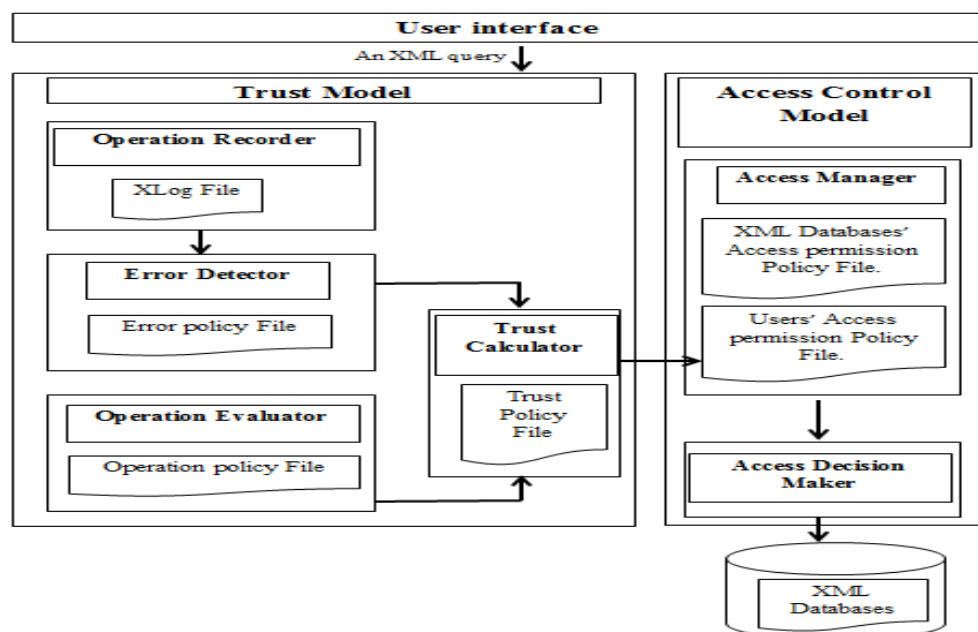 User interface
An XML query
Trust Model
Operation Recorder
XLog File
Error Detector
Error policy File
Operation Evaluator
Operation policy File
Trust
Calculator
Trust
Policy
File
Access Control
Model
Access Manager
XML Databases'
Access permission
Policy File.
Users' Access
permission Policy
File.
Access Decision
Maker
XML
Databases